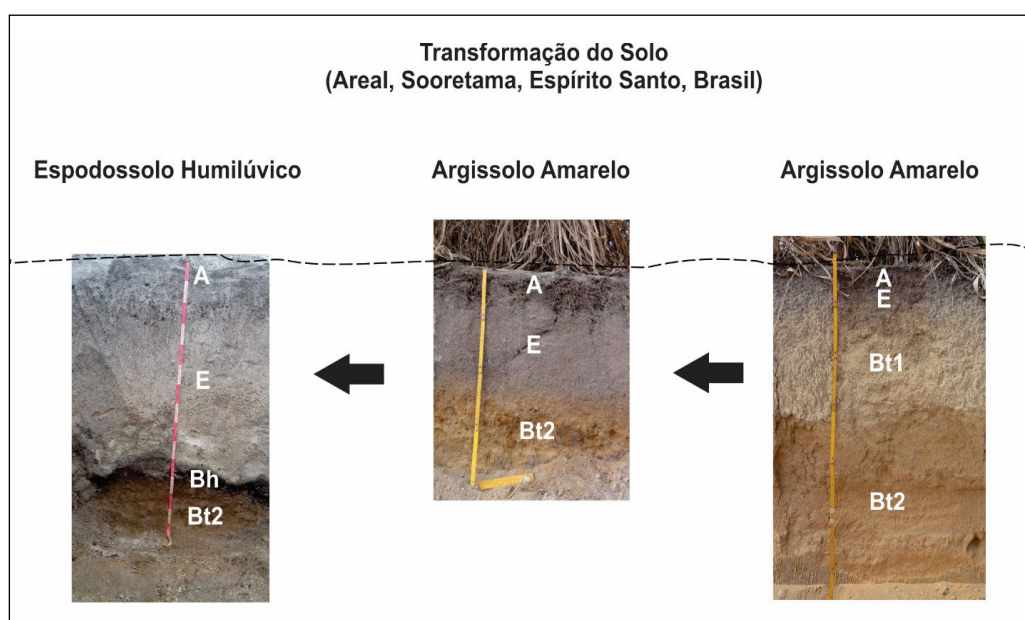 Transformação do Solo
(Areal, Sooretama, Espírito Santo, Brasil)
Espodossolo Humilúvico
Argissolo Amarelo
Argissolo Amarelo
A
E
Bh
Bt2
A
E
Bt2
A
E
Bt1
Bt2